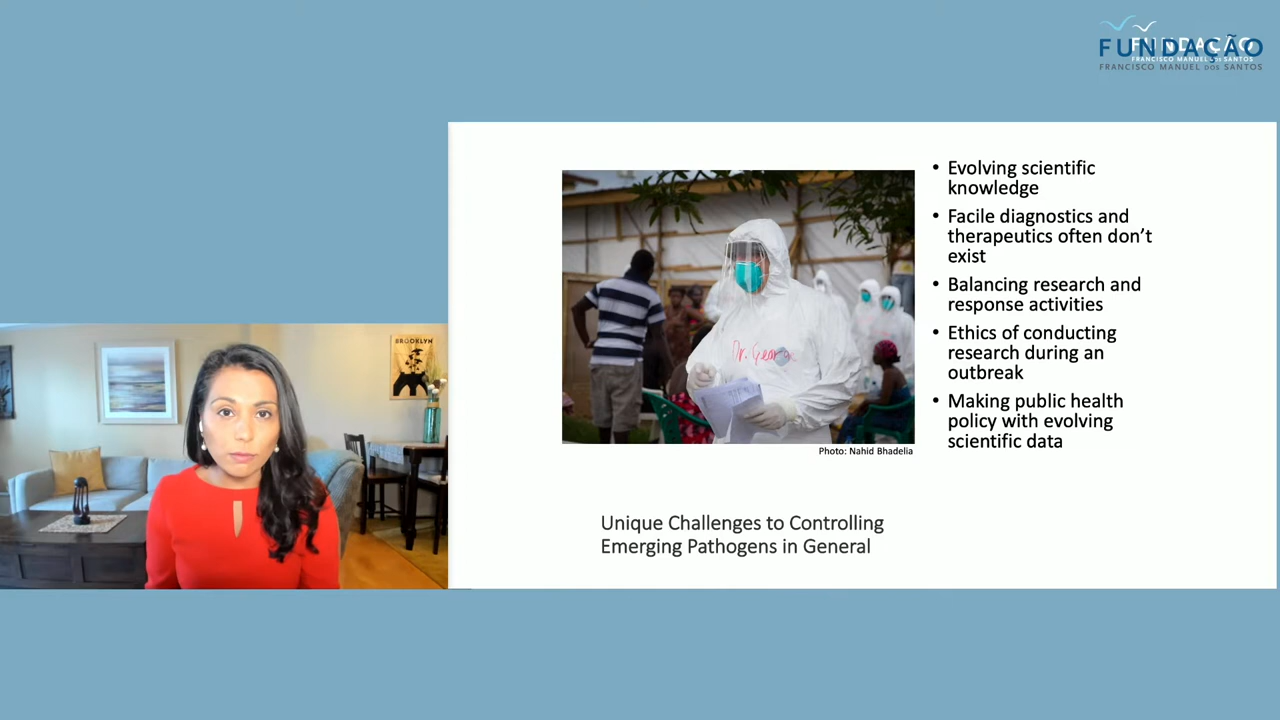 FUNDAÇÃO
FRANCISCO MANUEL DOS SANTOS
BROOKLYN
Dr. George
Photo: Nahid Bhadelia
• Evolving scientific
knowledge
• Facile diagnostics and
therapeutics often don't
exist
• Balancing research and
response activities
• Ethics of conducting
research during an
outbreak
• Making public health
policy with evolving
scientific data
Unique Challenges to Controlling
Emerging Pathogens in General